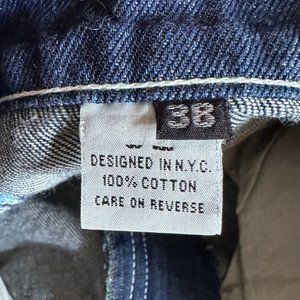 38
DESIGNED IN N.Y.C.
100% COTTON
CARE ON REVERSE